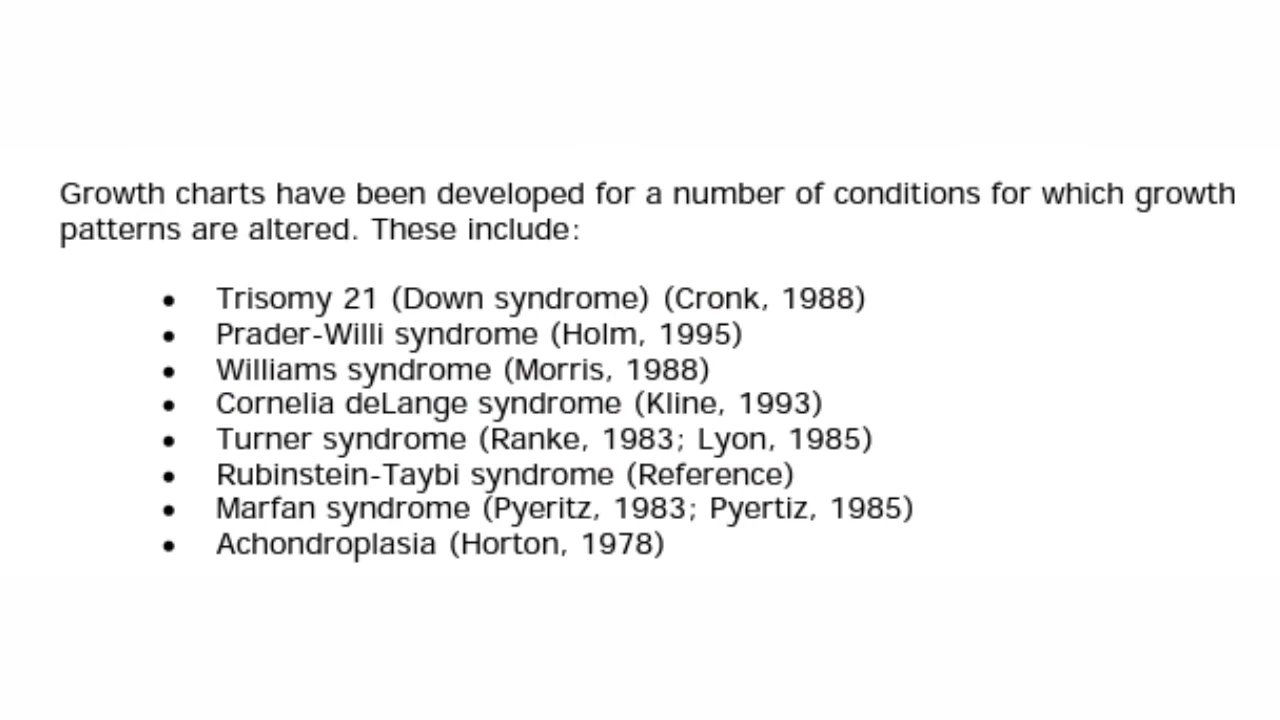 Growth charts have been developed for a number of conditions for which growth
patterns are altered. These include:
• Trisomy 21 (Down syndrome) (Cronk, 1988)
• Prader-Willi syndrome (Holm, 1995)
• Williams syndrome (Morris, 1988)
• Cornelia deLange syndrome (Kline, 1993)
• Turner syndrome (Ranke, 1983; Lyon, 1985)
• Rubinstein-Taybi syndrome (Reference)
• Marfan syndrome (Pyeritz, 1983; Pyertiz, 1985)
• Achondroplasia (Horton, 1978)